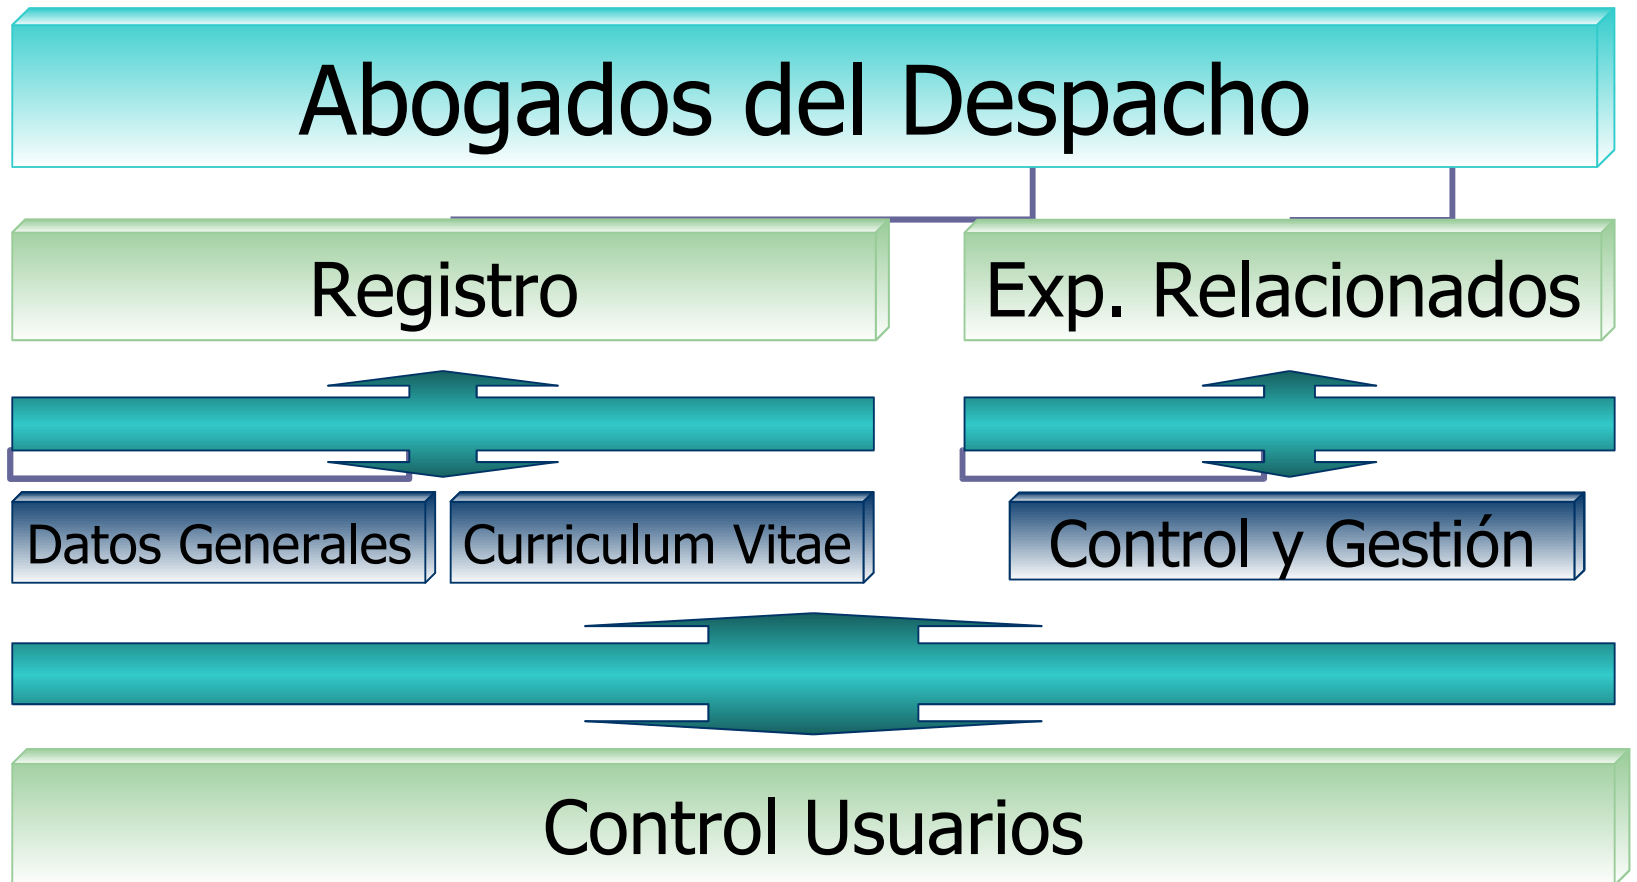 Abogados del Despacho
Registro
Exp. Relacionados
Datos Generales
Curriculum Vitae
Control y Gestión
Control Usuarios